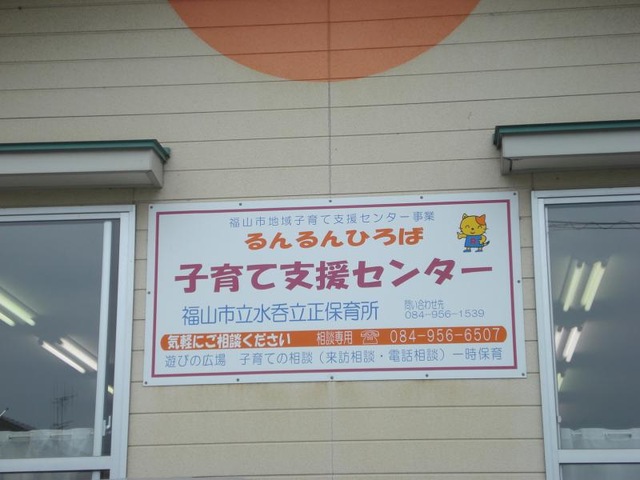 福山市地域子育て支援センター事業
るんるんひろば
子育て支援センター
福山市立水呑立正保育所
問い合わせ先
084-956-1539
気軽にご相談ください 相談専用 ☎ 084-956-6507
遊びの広場 子育ての相談(来訪相談・電話相談)一時保育